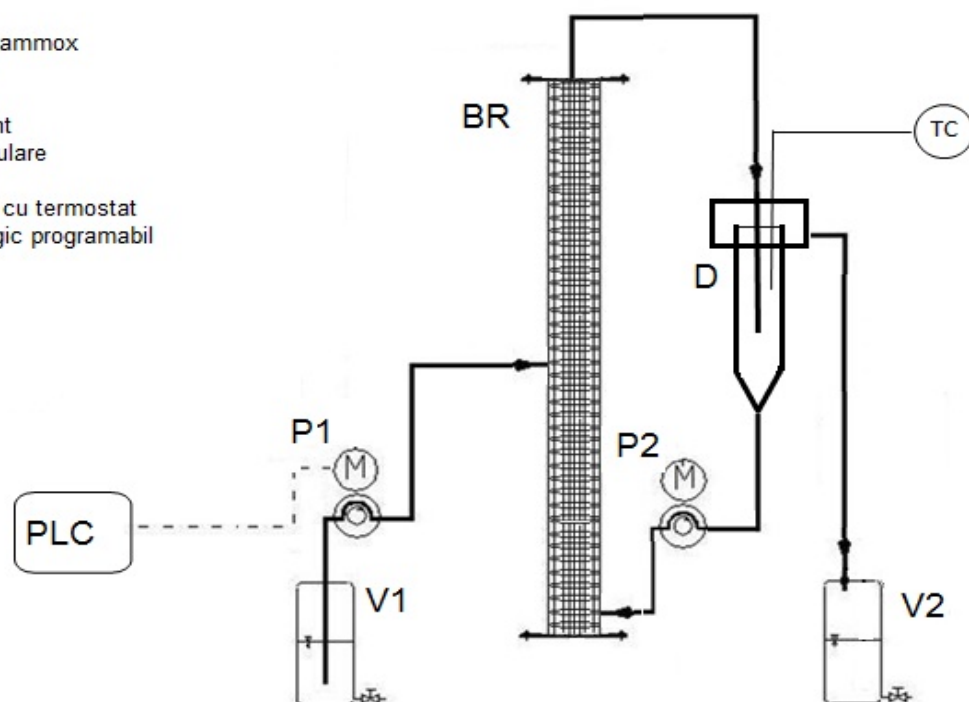 ammox
nt
ulare
cu termostat
gic programabil
BR
TC
D
P1
M
P2
M
PLC
V1
V2